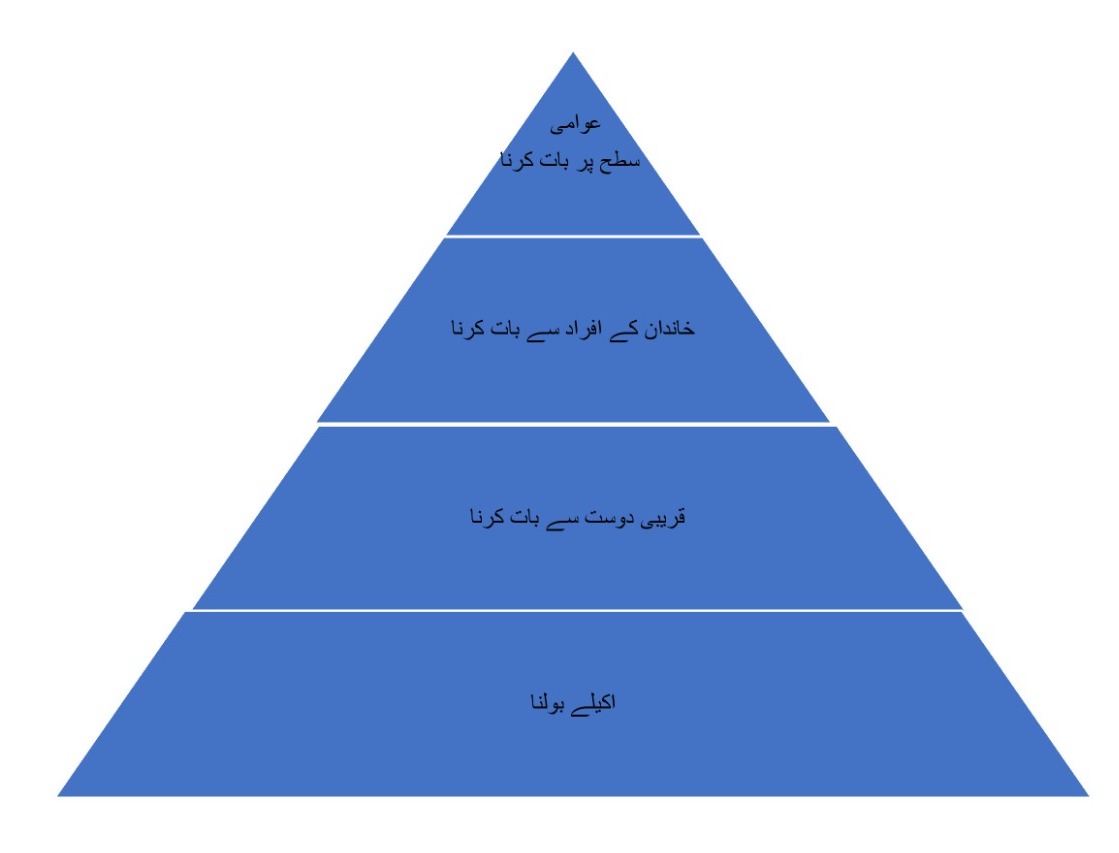 عوامی
سطح پر بات کرنا
خاندان کے افراد سے بات کرنا
قریبی دوست سے بات کرنا
اکیلے بولنا